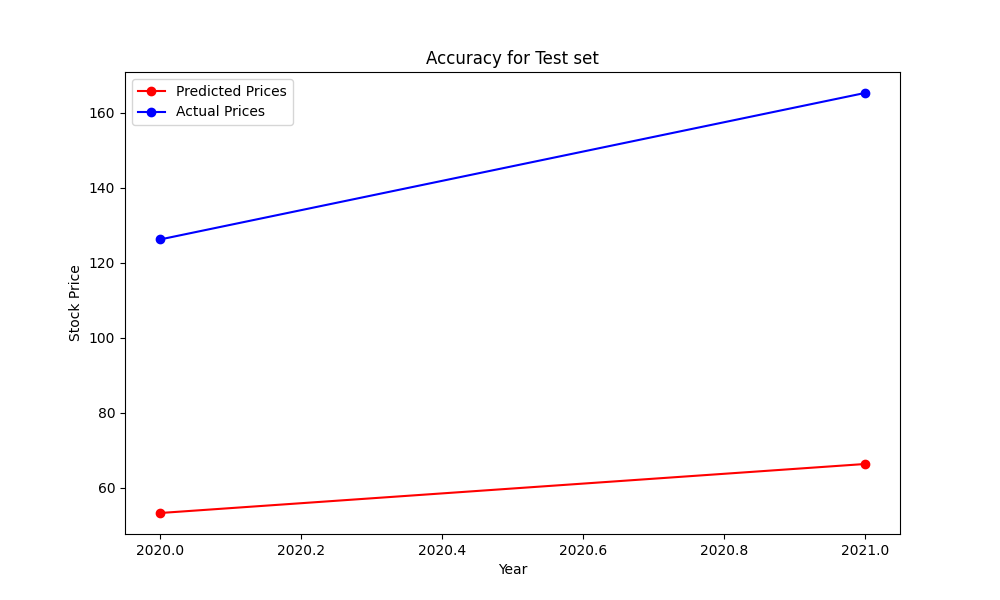 Accuracy for Test set
Predicted Prices
Actual Prices
160
140
120
100
80
60
Stock Price
2020.0 2020.2 2020.4 2020.6 2020.8 2021.0
Year